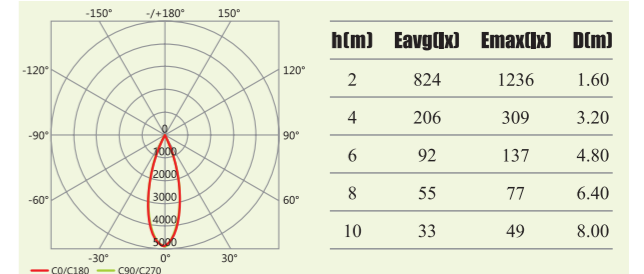 -150° -/+180° 150°
-120° 120°
-90° 0 90°
1000
2000
-60° 3000 60°
4000
5000
-30° 0° 30°
C0/C180 C90/C270
h(m) Eavg(lx) Emax(lx) D(m)
2 824 1236 1.60
4 206 309 3.20
6 92 137 4.80
8 55 77 6.40
10 33 49 8.00